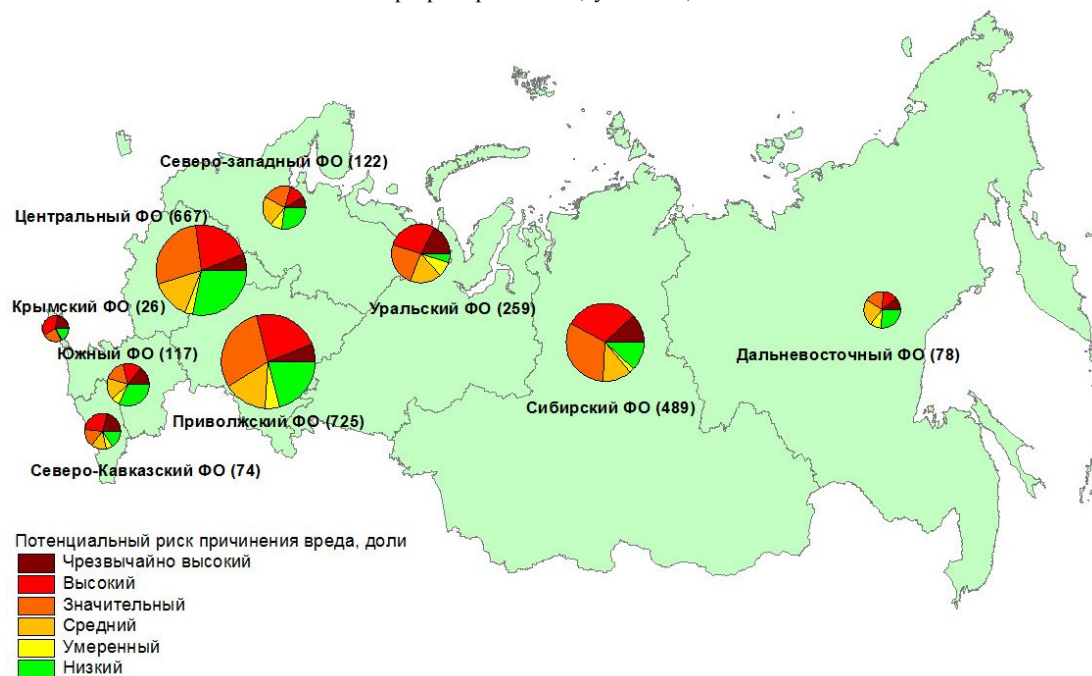 Северо-западный ФО (122)
Центральный ФО (667)
Крымский ФО (26)
Уральский ФО (259)
Южный ФО (117)
Дальневосточный ФО (78)
Сибирский ФО (489)
Приволжский ФО (725)
Северо-Кавказский ФО (74)
Потенциальный риск причинения вреда, доли
Чрезвычайно высокий
Высокий
Значительный
Средний
Умеренный
Низкий